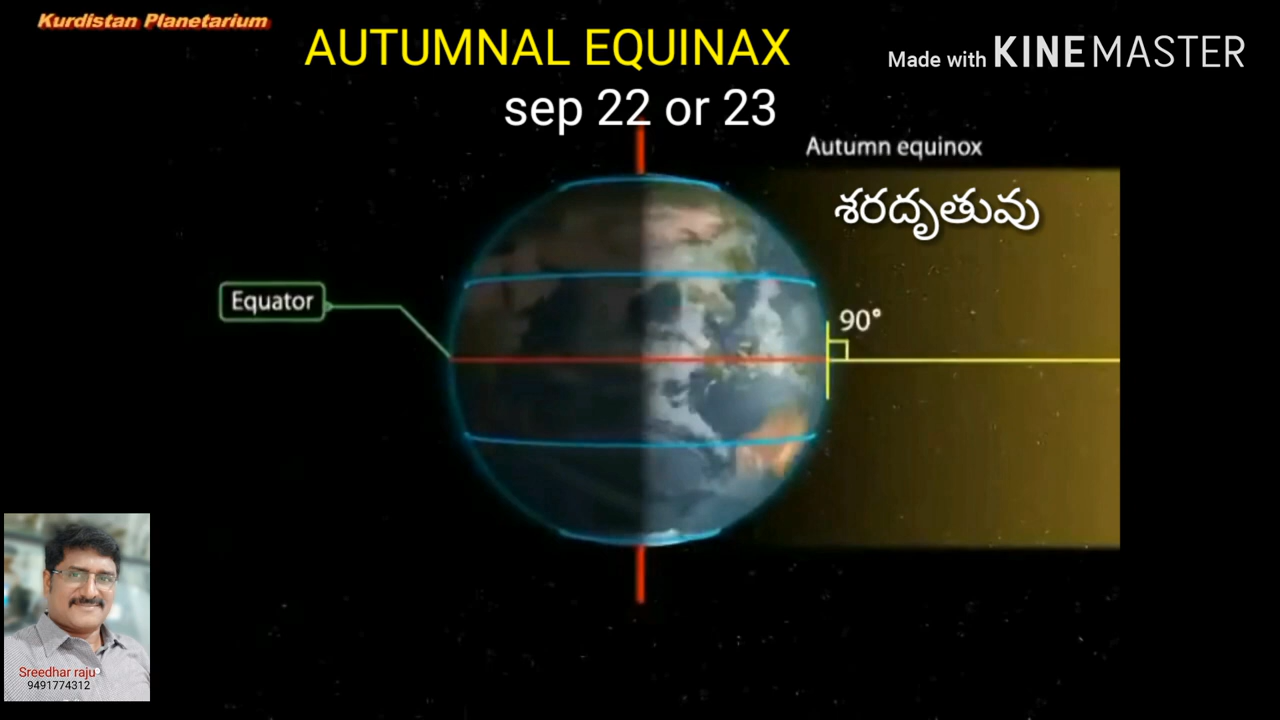 Kurdistan Planetarium
AUTUMNAL EQUINAX
Made with KINEMASTER
sep 22 or 23
Autumn equinox
శరదృతువు
Equator
90°
Sreedhar raju
9491774312